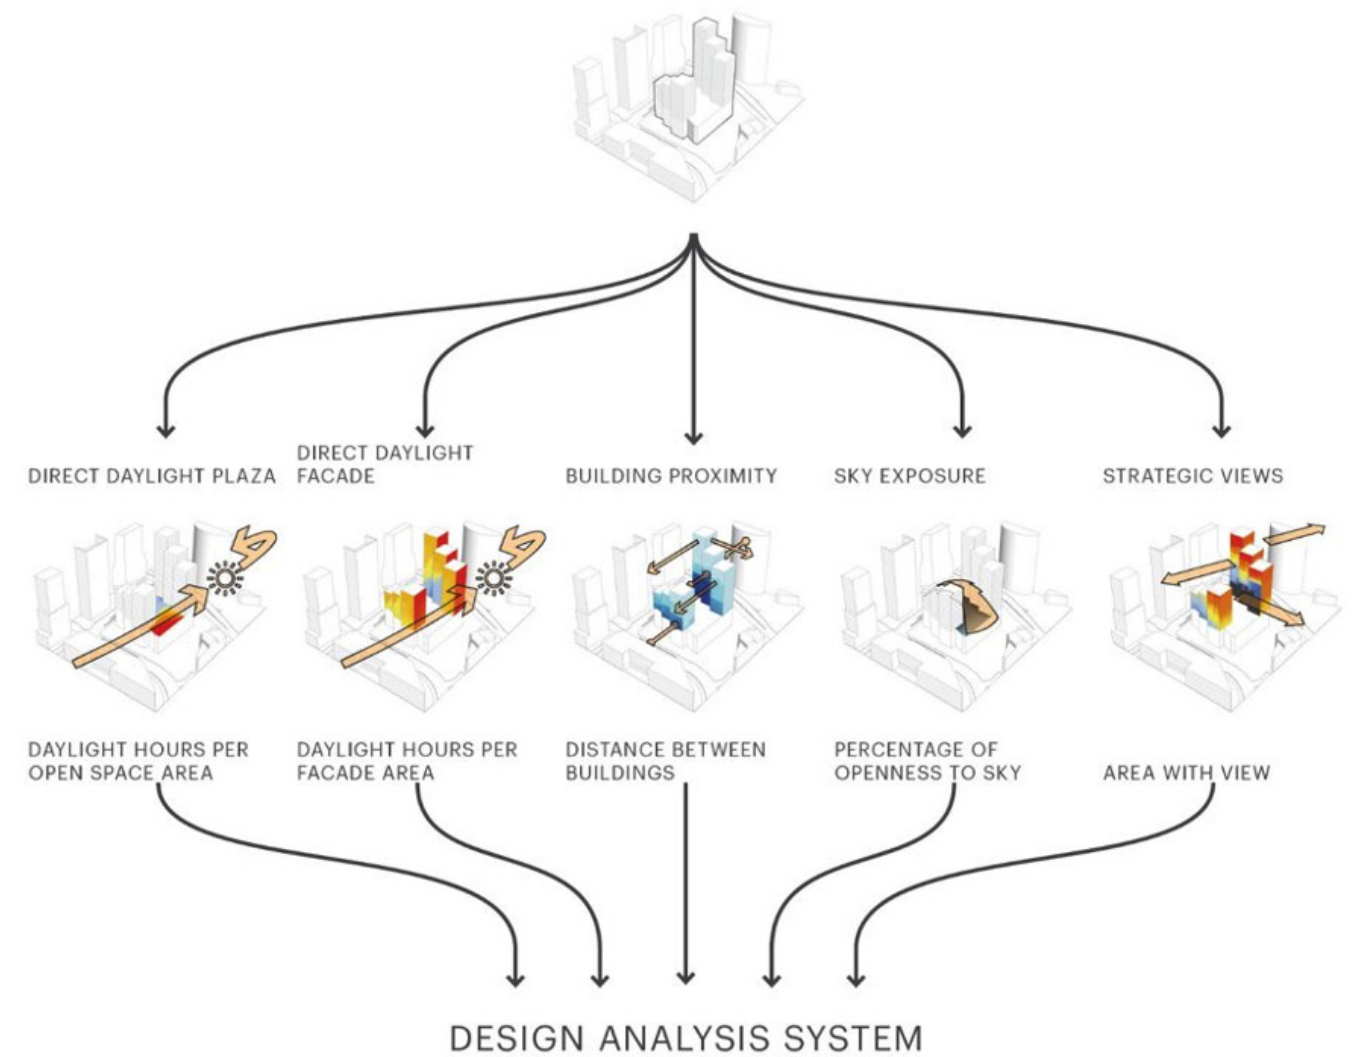 DIRECT DAYLIGHT PLAZA
DIRECT DAYLIGHT
FACADE
BUILDING PROXIMITY
SKY EXPOSURE
STRATEGIC VIEWS
DAYLIGHT HOURS PER
OPEN SPACE AREA
DAYLIGHT HOURS PER
FACADE AREA
DISTANCE BETWEEN
BUILDINGS
PERCENTAGE OF
OPENNESS TO SKY
AREA WITH VIEW
DESIGN ANALYSIS SYSTEM